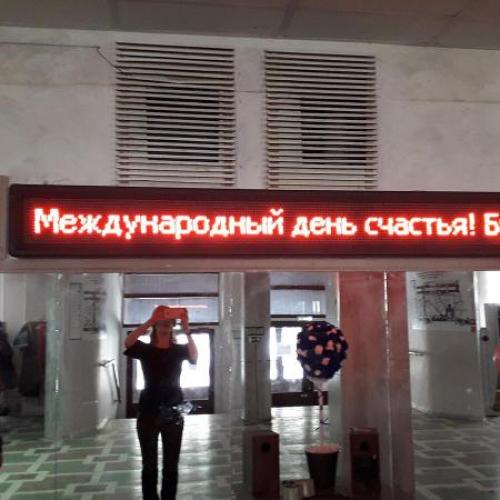 Международный день счастья! Б